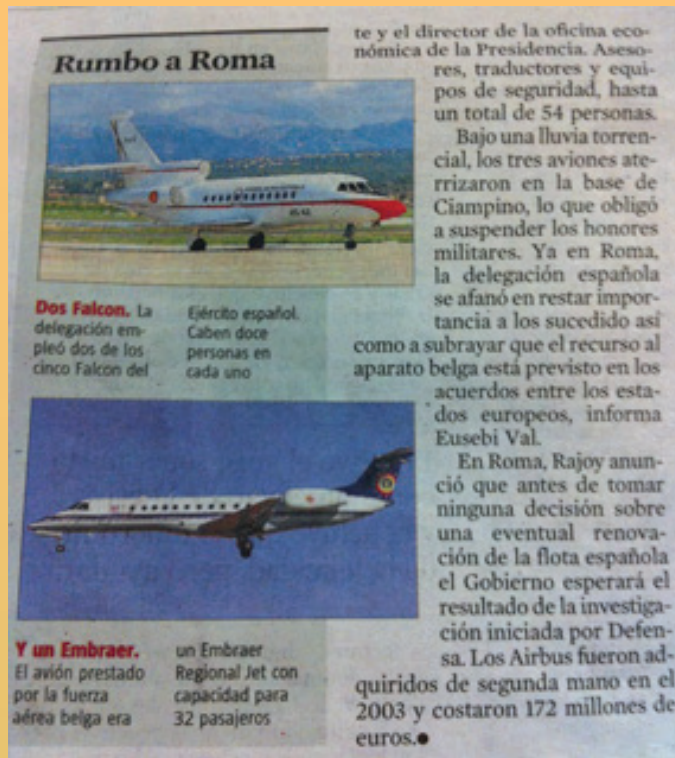 Rumbo a Roma
Dos Falcon. La
delegación em-
pleó dos de los
cinco Falcon del
Ejército español.
Caben doce
personas en
cada uno
Y un Embraer.
El avión prestado
por la fuerza
aérea belga era
un Embraer
Regional Jet con
capacidad para
32 pasajeros
te y el director de la oficina eco-
nómica de la Presidencia. Aseso-
res, traductores y equi-
pos de seguridad, hasta
un total de 54 personas.
Bajo una lluvia torren-
cial, los tres aviones ate-
rrizaron en la base de
Ciampino, lo que obligó
a suspender los honores
militares. Ya en Roma,
la delegación española
se afanó en restar impor-
tancia a los sucedido así
como a subrayar que el recurso al
aparato belga está previsto en los
acuerdos entre los esta-
dos europeos, informa
Eusebi Val.
En Roma, Rajoy anun-
ció que antes de tomar
ninguna decisión sobre
una eventual renova-
ción de la flota española
el Gobierno esperará el
resultado de la investiga-
ción iniciada por Defen-
sa. Los Airbus fueron ad-
quiridos de segunda mano en el
2003 y costaron 172 millones de
euros.●